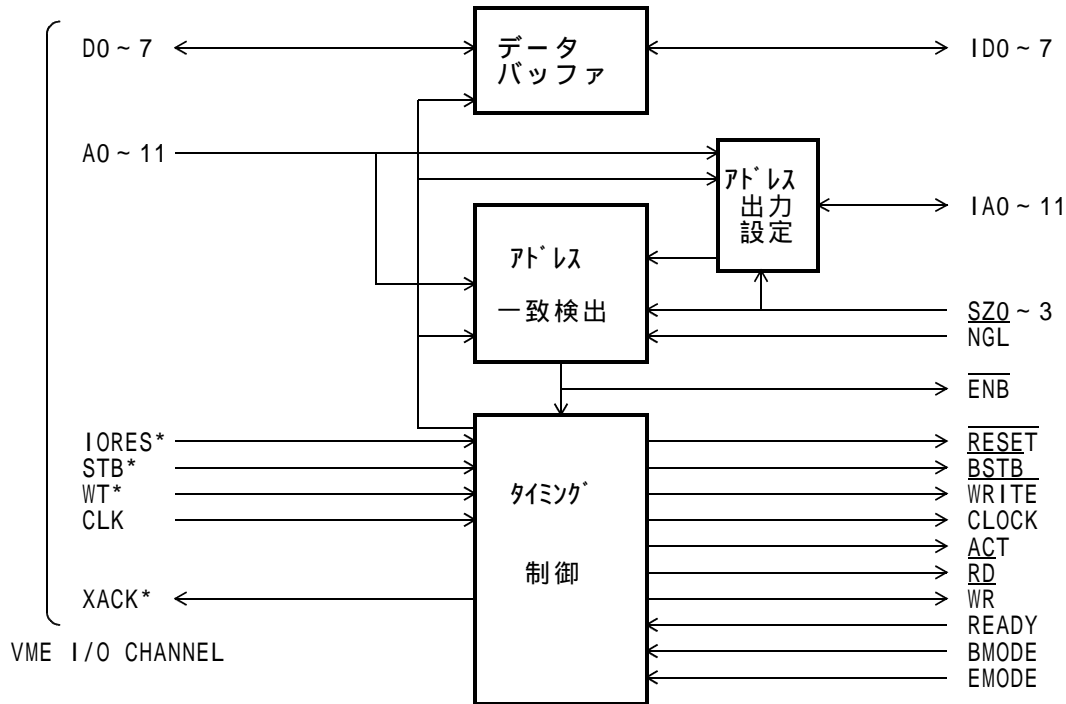 D0~7
データ
バッファ
ID0~7
A0~11
アドレス
出力
設定
IA0~11
アドレス
一致検出
SZ0~3
NGL
ENB
IORES*
STB*
WT*
CLK
XACK*
タイミング
制御
RESET
BSTB
WRITE
CLOCK
ACT
RD
WR
READY
BMODE
EMODE
VME I/O CHANNEL